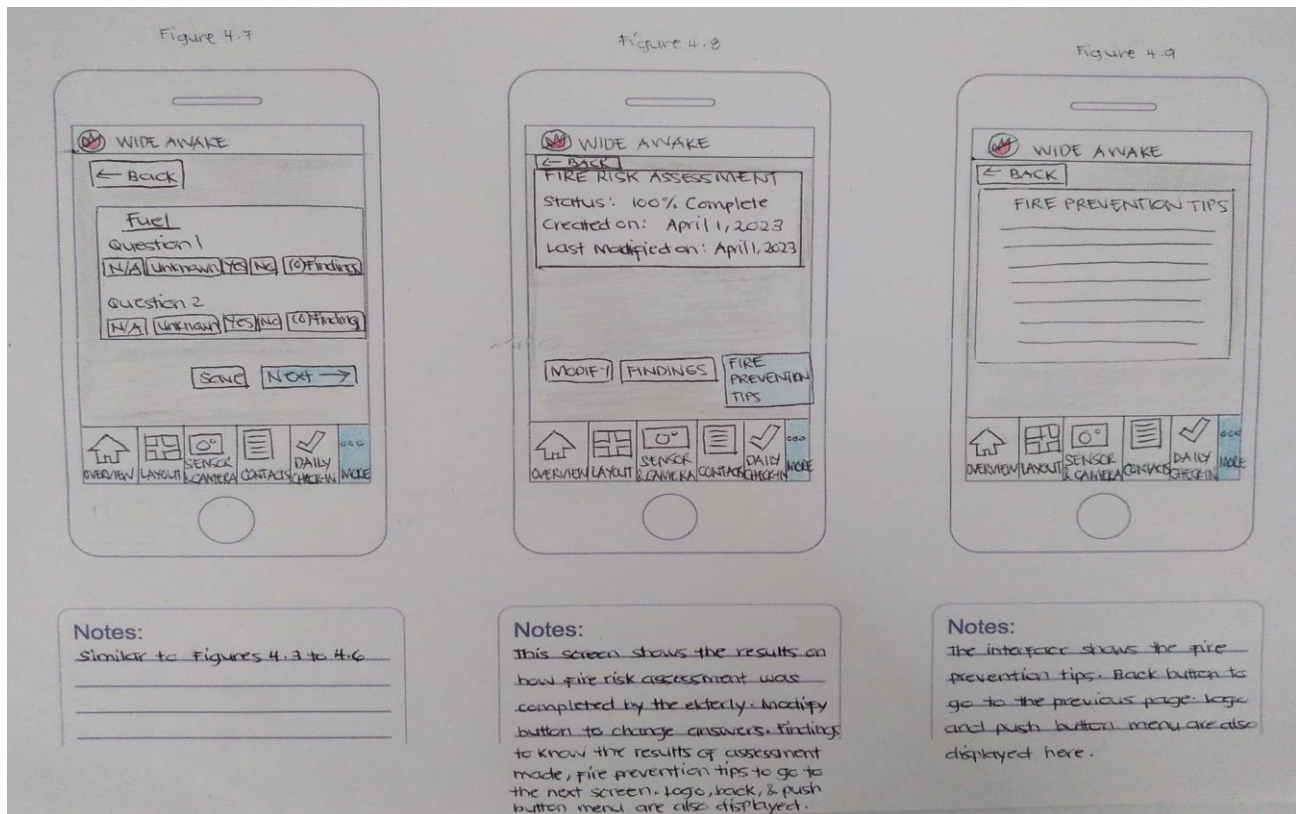 Figure 4.7
WIDE AWAKE
← Back
Fuel
Question 1
N/A Unknown Yes No (0) Findings
Question 2
N/A Unknown Yes No (0) Finding
Save Next →
OVERVIEW LAYOUT SENSOR & CAMERA CONTACTS DAILY CHECK-IN MORE
Notes:
Similar to Figures 4.3 to 4.6
Figure 4.8
WIDE AWAKE
← BACK
FIRE RISK ASSESSMENT
Status: 100% Complete
Created on: April 1, 2023
Last Modified on: April 1, 2023
MODIFY FINDINGS FIRE PREVENTION TIPS
OVERVIEW LAYOUT SENSOR & CAMERA CONTACTS DAILY CHECK-IN MORE
Notes:
This screen shows the results on
how fire risk assessment was
completed by the elderly. Modify
button to change answers. Findings
to know the results of assessment
made, fire prevention tips to go to
the next screen. Logo, back, & push
button menu are also displayed.
Figure 4.9
WIDE AWAKE
← BACK
FIRE PREVENTION TIPS
OVERVIEW LAYOUT SENSOR & CAMERA CONTACTS DAILY CHECK-IN MORE
Notes:
The interface shows the fire
prevention tips. Back button to
go to the previous page. Logo
and push button menu are also
displayed here.